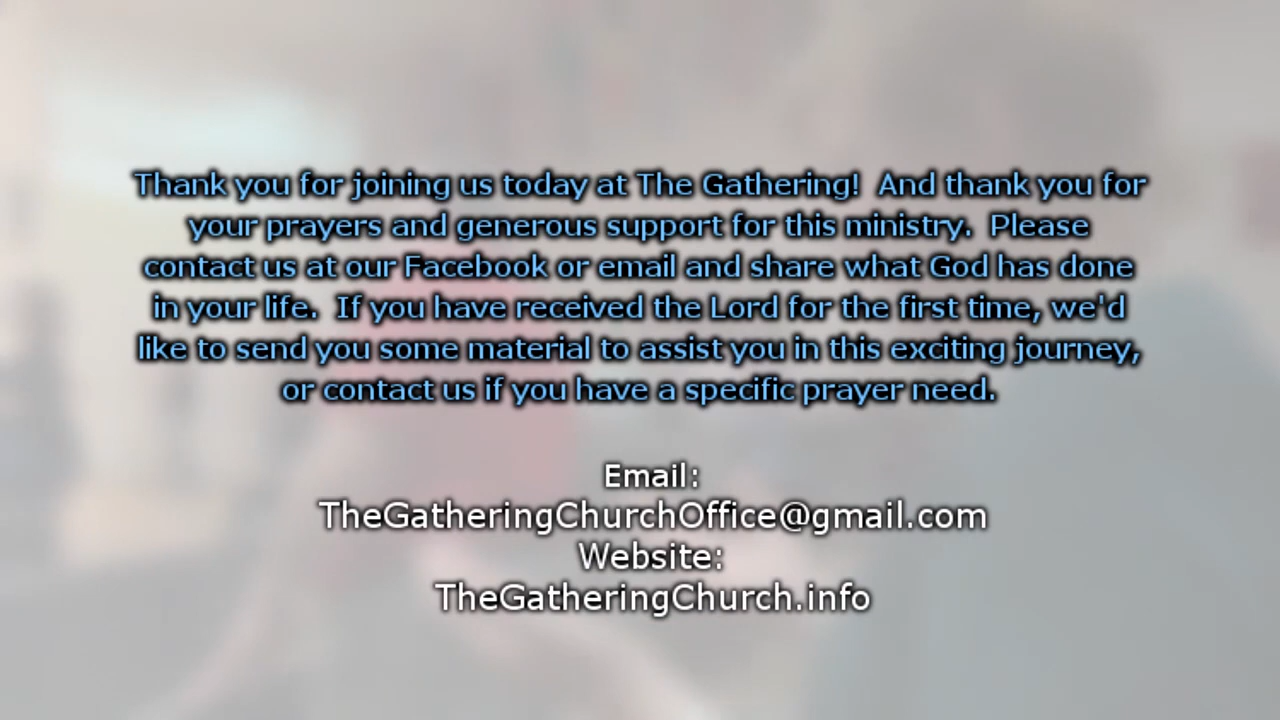 Thank you for joining us today at The Gathering!  And thank you for
your prayers and generous support for this ministry.  Please
contact us at our Facebook or email and share what God has done
in your life.  If you have received the Lord for the first time, we'd
like to send you some material to assist you in this exciting journey,
or contact us if you have a specific prayer need.
Email:
TheGatheringChurchOffice@gmail.com
Website:
TheGatheringChurch.info